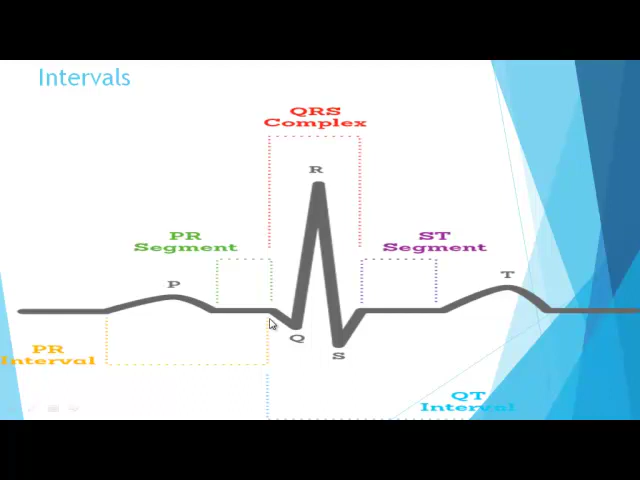 Intervals
QRS
Complex
R
PR
Segment
ST
Segment
P
T
Q
S
PR
Interval
QT
Interval